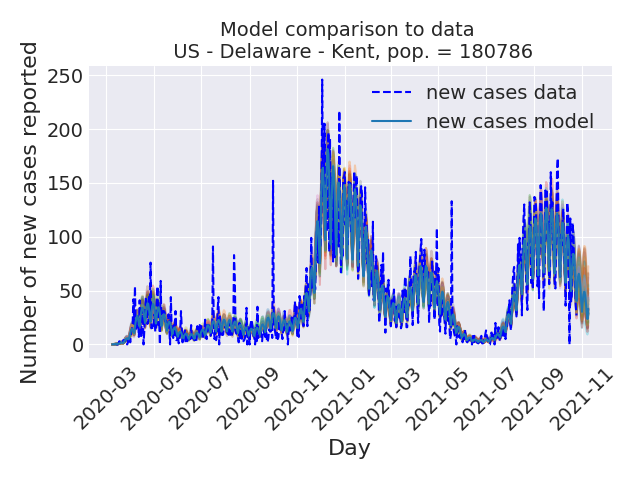 Model comparison to data
US - Delaware - Kent, pop. = 180786
Number of new cases reported
250
200
150
100
50
0
new cases data
new cases model
2020-03
2020-05
2020-07
2020-09
2020-11
2021-01
2021-03
2021-05
2021-07
2021-09
2021-11
Day